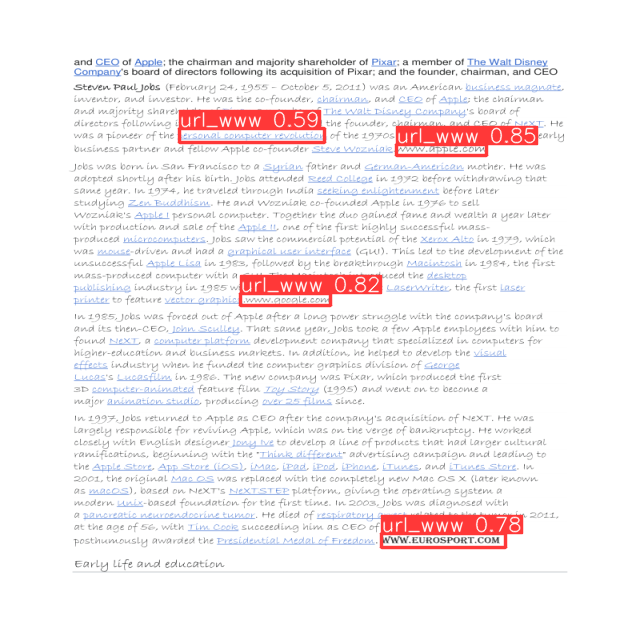 and CEO of Apple; the chairman and majority shareholder of Pixar; a member of The Walt Disney
Company's board of directors following its acquisition of Pixar; and the founder, chairman, and CEO
Steven Paul Jobs (February 24, 1955 – October 5, 2011) was an American business magnate,
inventor, and investor. He was the co-founder, chairman, and CEO of Apple; the chairman
and majority The Walt Disney Company's board of
directors following the founder, chairman, and CEO of NeXT. He
url_www 0.59
was a pioneer of the personal computer revolution of the 1970s early
url_www 0.85
business partner and fellow Apple co-founder Steve Wozniak. www.apple.com
Jobs was born in San Francisco to a Syrian father and German-American mother. He was
adopted shortly after his birth. Jobs attended Reed College in 1972 before withdrawing that
same year. In 1974, he traveled through India seeking enlightenment before later
studying Zen Buddhism. He and Wozniak co-founded Apple in 1976 to sell
Wozniak's Apple I personal computer. Together the duo gained fame and wealth a year later
with production and sale of the Apple II, one of the first highly successful mass-
produced microcomputers. Jobs saw the commercial potential of the Xerox Alto in 1979, which
was mouse-driven and had a graphical user interface (GUI). This led to the development of the
unsuccessful Apple Lisa in 1983, followed by the breakthrough Macintosh in 1984, the first
mass-produced computer with a GUI. The Macintosh introduced the desktop
publishing industry in 1985 LaserWriter, the first laser
url_www 0.82
printer to feature vector graphics www.google.com
In 1985, Jobs was forced out of Apple after a long power struggle with the company's board
and its then-CEO, John Sculley. That same year, Jobs took a few Apple employees with him to
found NeXT, a computer platform development company that specialized in computers for
higher-education and business markets. In addition, he helped to develop the visual
effects industry when he funded the computer graphics division of George
Lucas's Lucasfilm in 1986. The new company was Pixar, which produced the first
3D computer-animated feature film Toy Story (1995) and went on to become a
major animation studio, producing over 25 films since.
In 1997, Jobs returned to Apple as CEO after the company's acquisition of NeXT. He was
largely responsible for reviving Apple, which was on the verge of bankruptcy. He worked
closely with English designer Jony Ive to develop a line of products that had larger cultural
ramifications, beginning with the "Think different" advertising campaign and leading to
the Apple Store, App Store (iOS), iMac, iPad, iPod, iPhone, iTunes, and iTunes Store. In
2001, the original Mac OS was replaced with the completely new Mac OS X (later known
as macOS), based on NeXT's NeXTSTEP platform, giving the operating system a
modern Unix-based foundation for the first time. In 2003, Jobs was diagnosed with
a pancreatic neuroendocrine tumor. He died of respiratory arrest related to the tumor in 2011,
at the age of 56, with Tim Cook succeeding him as CEO of
url_www 0.78
posthumously awarded the Presidential Medal of Freedom. WWW.EUROSPORT.COM
Early life and education